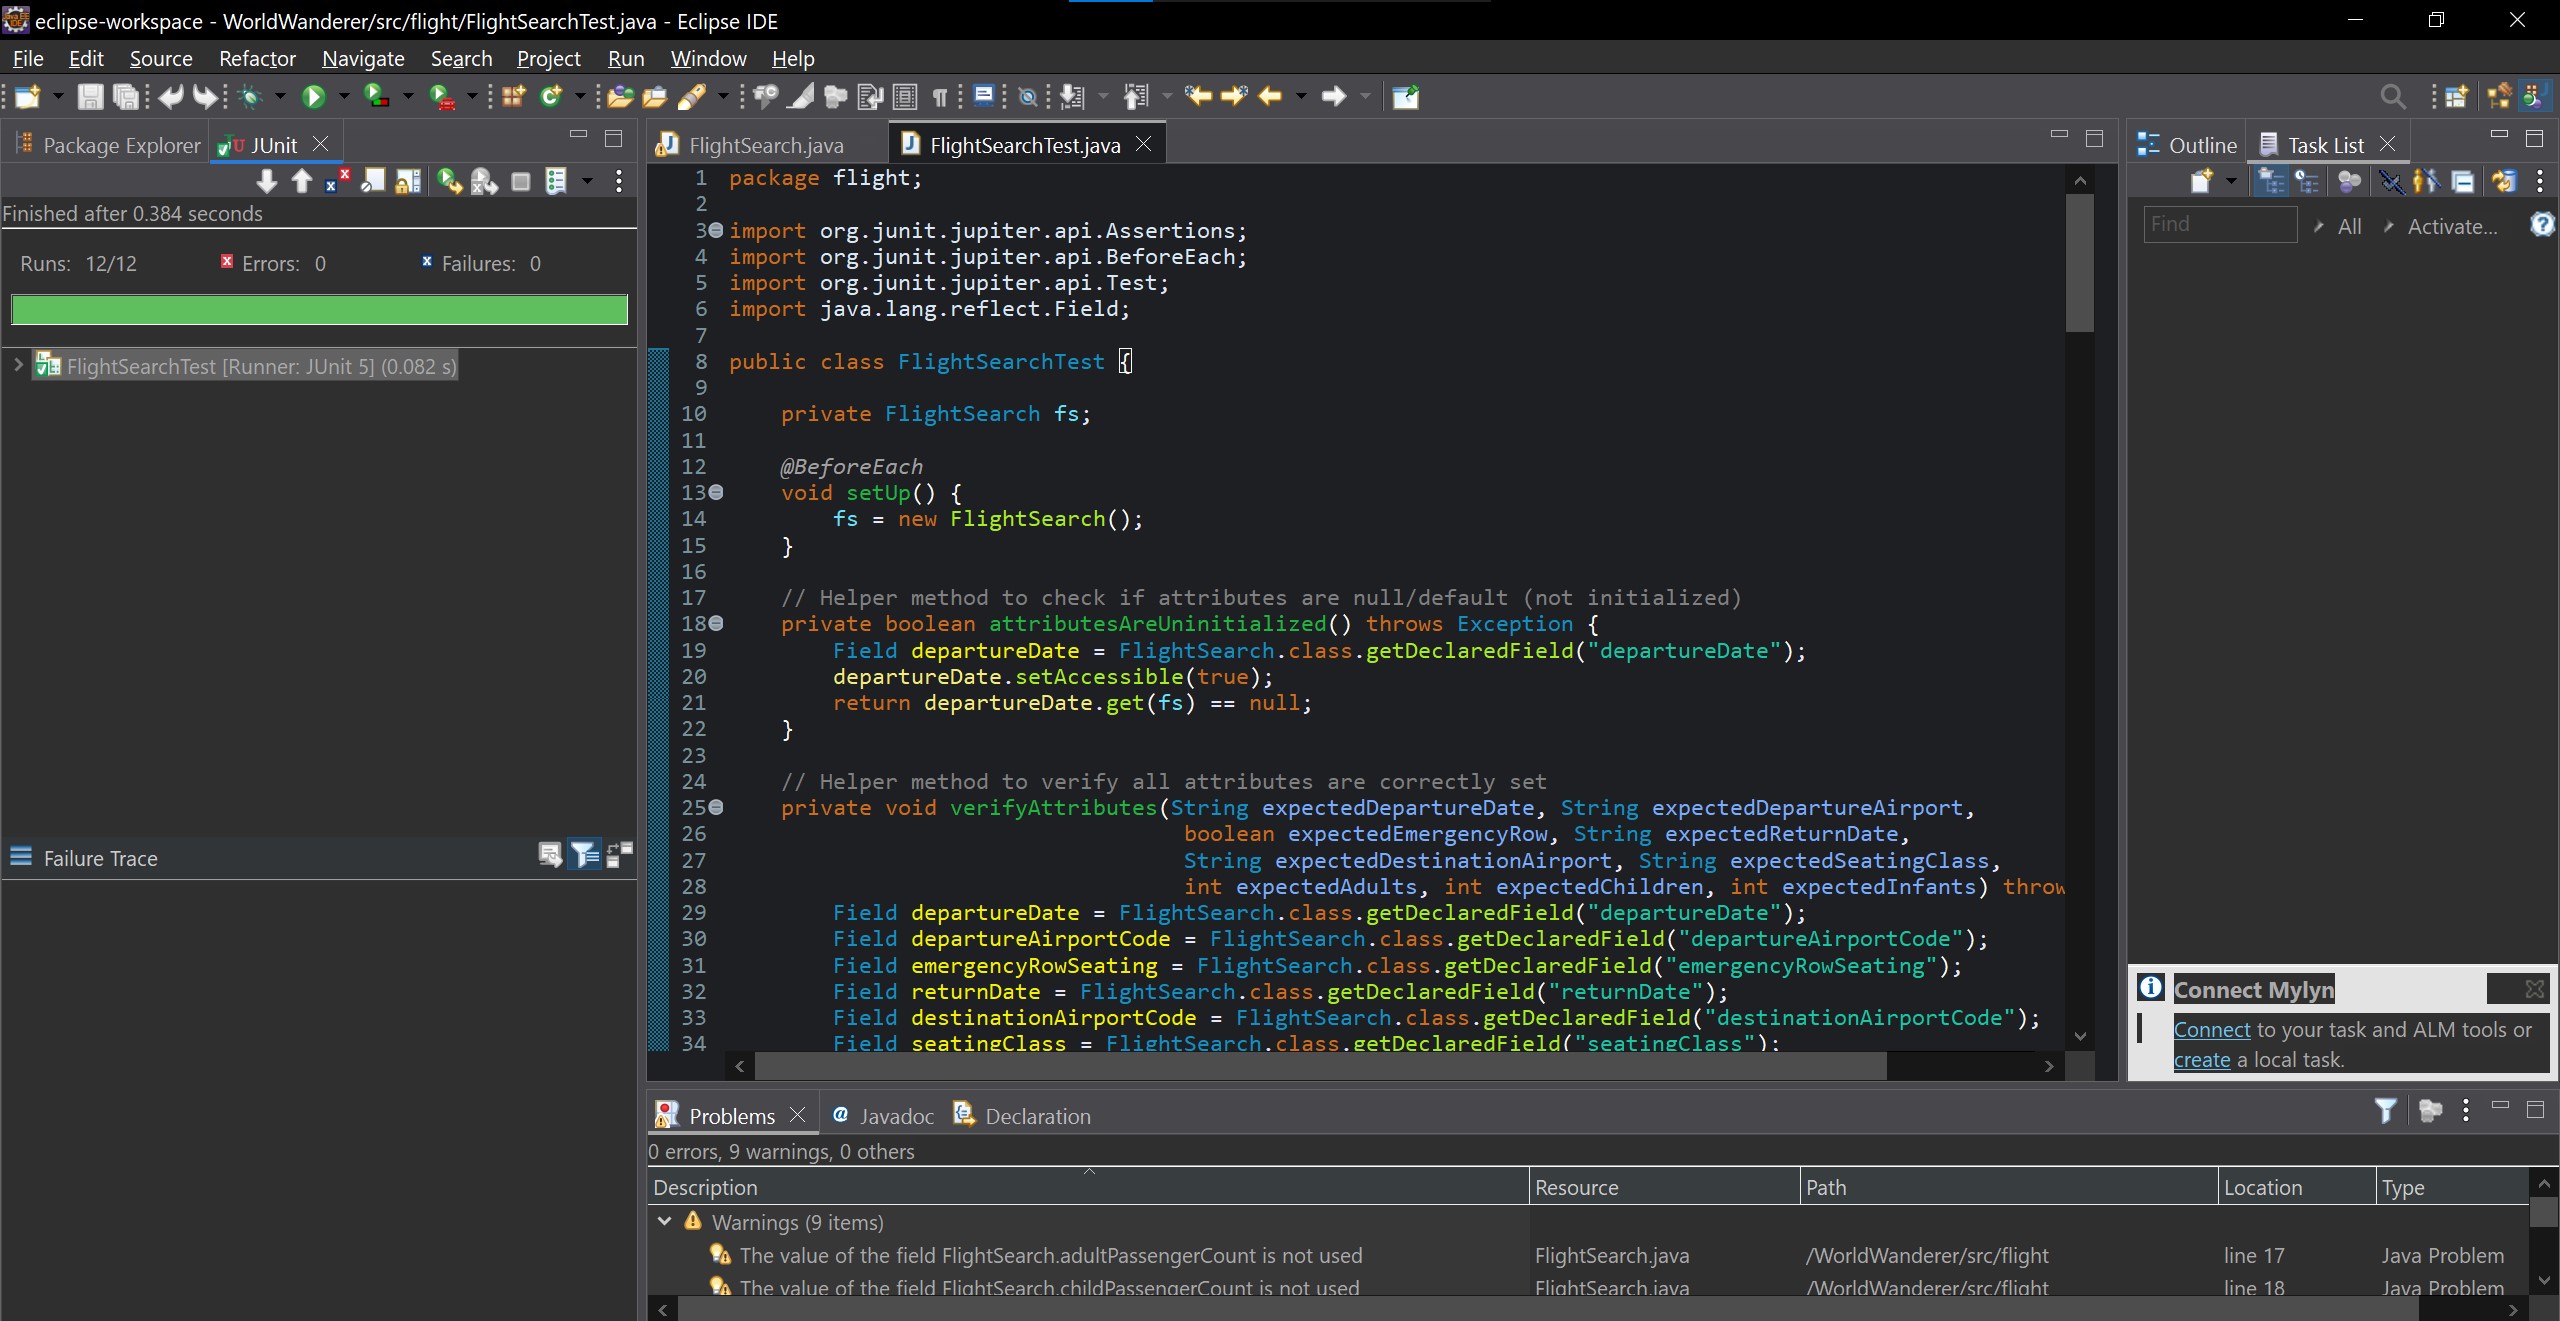 eclipse-workspace - WorldWanderer/src/flight/FlightSearchTest.java - Eclipse IDE
File Edit Source Refactor Navigate Search Project Run Window Help
Package Explorer JUnit
Finished after 0.384 seconds
Runs: 12/12 Errors: 0 Failures: 0
FlightSearchTest [Runner: JUnit 5] (0.082 s)
Failure Trace
FlightSearch.java FlightSearchTest.java
1 package flight;
2
3 import org.junit.jupiter.api.Assertions;
4 import org.junit.jupiter.api.BeforeEach;
5 import org.junit.jupiter.api.Test;
6 import java.lang.reflect.Field;
7
8 public class FlightSearchTest {
9
10 private FlightSearch fs;
11
12 @BeforeEach
13 void setUp() {
14 fs = new FlightSearch();
15 }
16
17 // Helper method to check if attributes are null/default (not initialized)
18 private boolean attributesAreUninitialized() throws Exception {
19 Field departureDate = FlightSearch.class.getDeclaredField("departureDate");
20 departureDate.setAccessible(true);
21 return departureDate.get(fs) == null;
22 }
23
24 // Helper method to verify all attributes are correctly set
25 private void verifyAttributes(String expectedDepartureDate, String expectedDepartureAirport,
26 boolean expectedEmergencyRow, String expectedReturnDate,
27 String expectedDestinationAirport, String expectedSeatingClass,
28 int expectedAdults, int expectedChildren, int expectedInfants) throw
29 Field departureDate = FlightSearch.class.getDeclaredField("departureDate");
30 Field departureAirportCode = FlightSearch.class.getDeclaredField("departureAirportCode");
31 Field emergencyRowSeating = FlightSearch.class.getDeclaredField("emergencyRowSeating");
32 Field returnDate = FlightSearch.class.getDeclaredField("returnDate");
33 Field destinationAirportCode = FlightSearch.class.getDeclaredField("destinationAirportCode");
34 Field seatingClass = FlightSearch.class.getDeclaredField("seatingClass");
Outline Task List
Find All Activate...
Connect Mylyn
Connect to your task and ALM tools or
create a local task.
Problems @ Javadoc Declaration
0 errors, 9 warnings, 0 others
Description Resource Path Location Type
Warnings (9 items)
The value of the field FlightSearch.adultPassengerCount is not used FlightSearch.java /WorldWanderer/src/flight line 17 Java Problem
The value of the field FlightSearch.childPassengerCount is not used FlightSearch.java /WorldWanderer/src/flight line 18 Java Problem